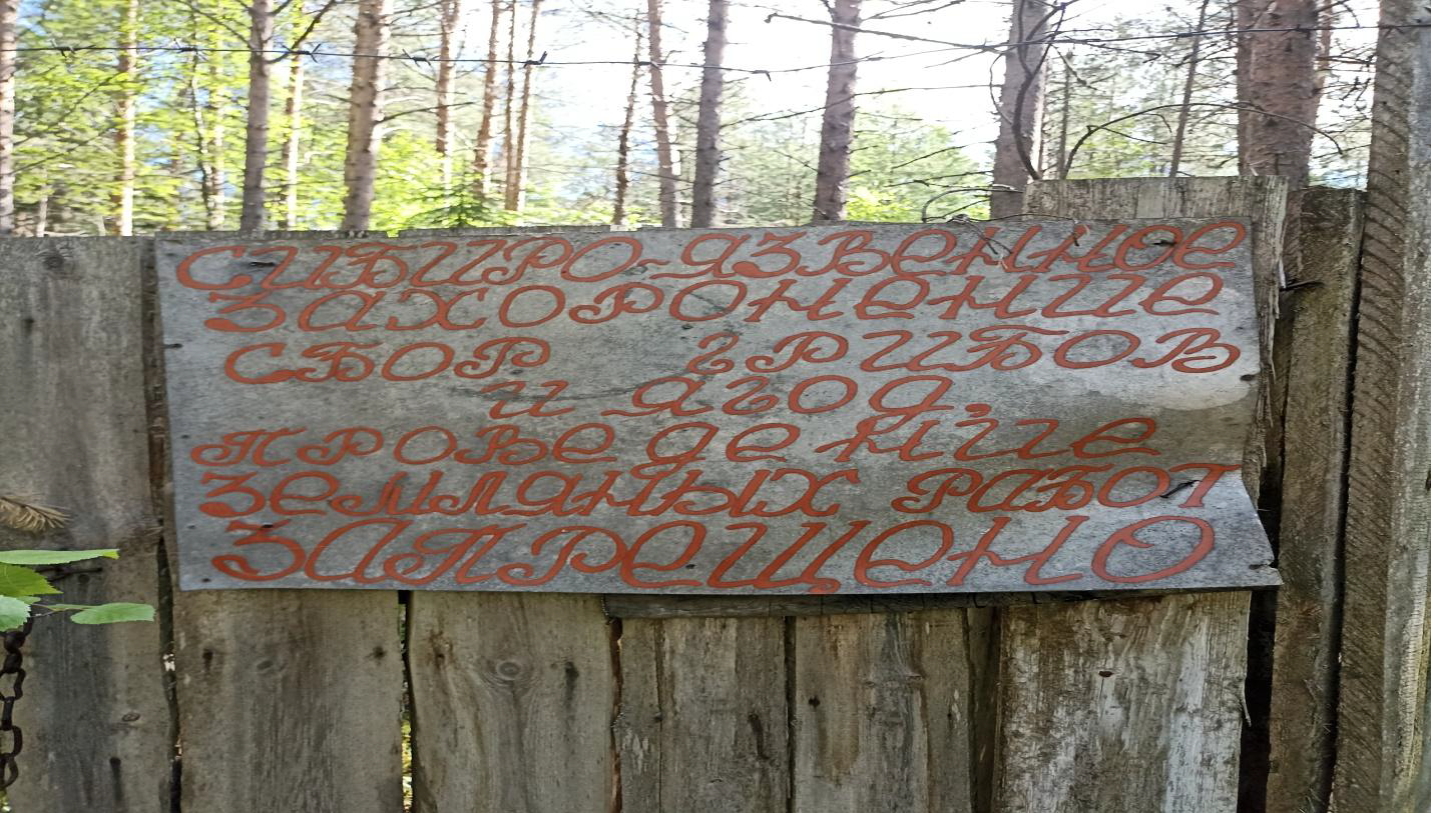 СИБИРО-ЯЗВЕННОЕ
ЗАХОРОНЕНИЕ
СБОР ГРИБОВ
И ЯГОД,
ПРОВЕДЕНИЕ
ЗЕМЛЯНЫХ РАБОТ
ЗАПРЕЩЕНО